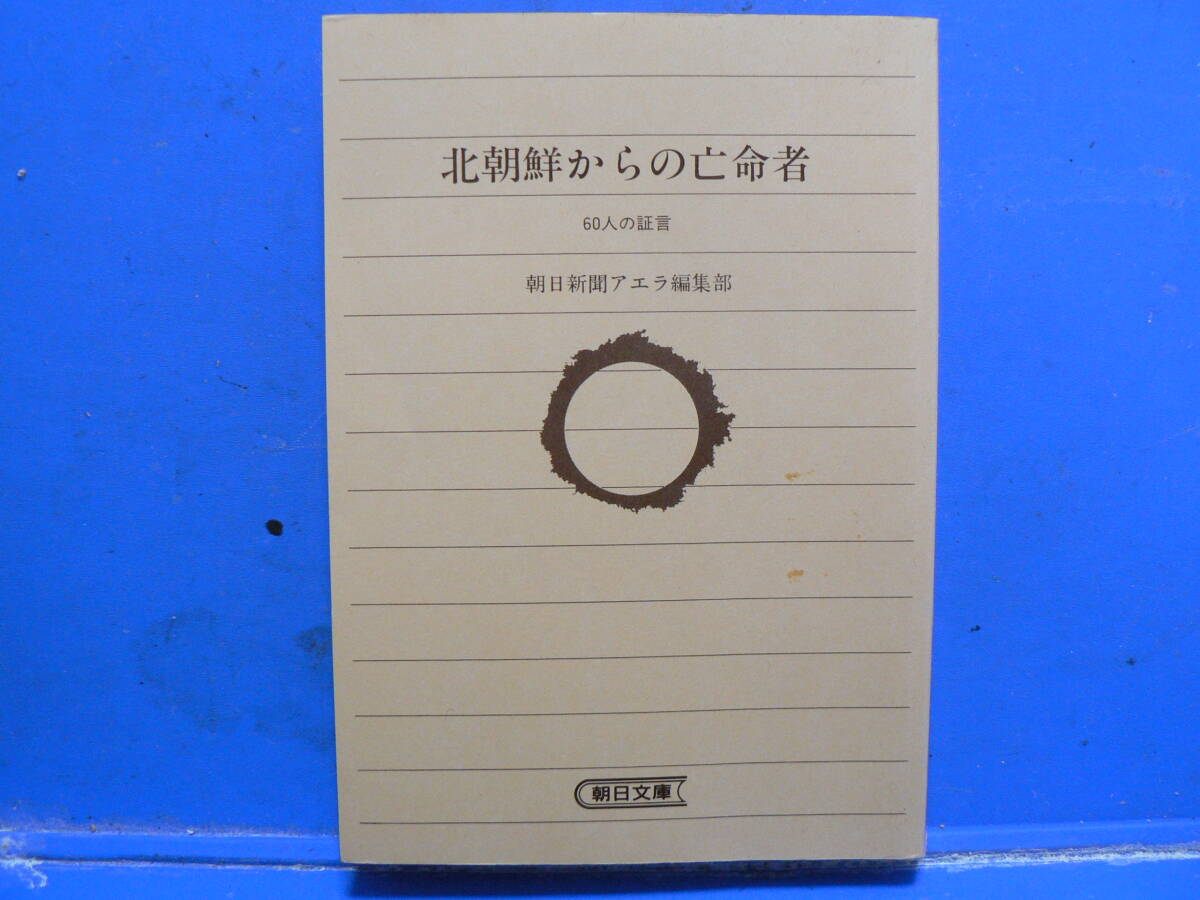 北朝鮮からの亡命者
60人の証言
朝日新聞アエラ編集部
朝日文庫